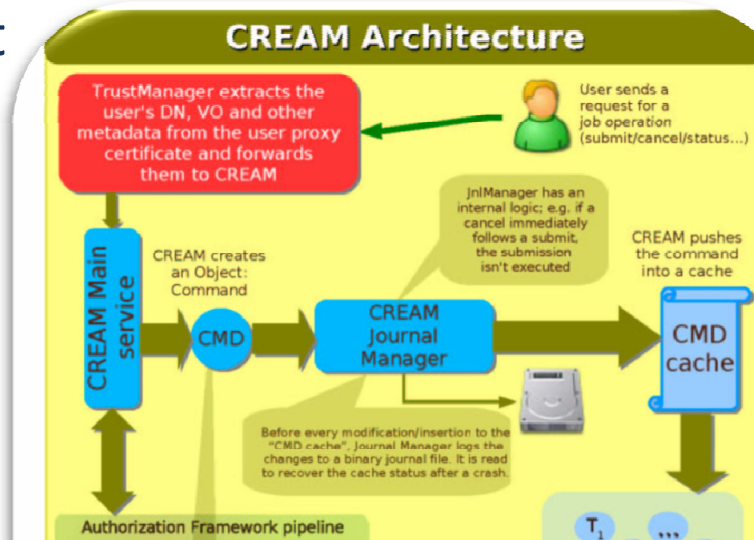 t
CREAM Architecture
TrustManager extracts the
user's DN, VO and other
metadata from the user proxy
certificate and forwards
them to CREAM
User sends a
request for a
job operation
(submit/cancel/status...)
JnlManager has an
internal logic; e.g. if a
cancel immediately
follows a submit,
the submission
isn't executed
CREAM pushes
the command
into a cache
CREAM Main
service
CREAM creates
an Object:
Command
CMD
CREAM
Journal
Manager
CMD
cache
Before every modification/insertion to the
"CMD cache", Journal Manager logs the
changes to a binary journal file. It is read
to recover the cache status after a crash.
Authorization Framework pipeline
T1
,,,